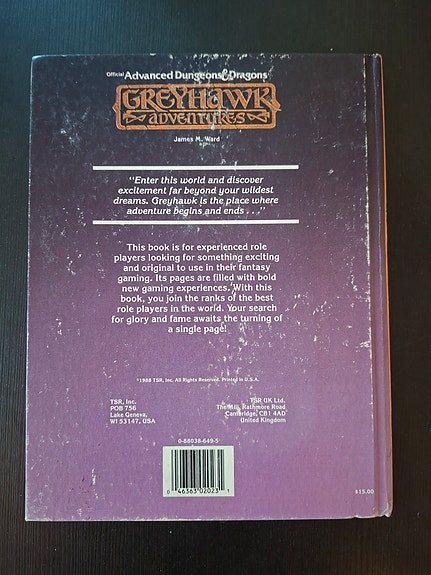 Official Advanced Dungeons & Dragons
GREYHAWK
ADVENTURES
James M. Ward
"Enter this world and discover
excitement far beyond your wildest
dreams. Greyhawk is the place where
adventure begins and ends . . ."
This book is for experienced role
players looking for something exciting
and original to use in their fantasy
gaming. Its pages are filled with bold
new gaming experiences. With this
book, you join the ranks of the best
role players in the world. Your search
for glory and fame awaits the turning of
a single page!
©1988 TSR, Inc. All Rights Reserved. Printed in U.S.A.
TSR, Inc.
POB 756
Lake Geneva,
WI 53147, USA
TSR UK Ltd.
The Mill, Rathmore Road
Cambridge, CB1 4AD
United Kingdom
0-88038-649-5
0 46363 02023 1
$15.00